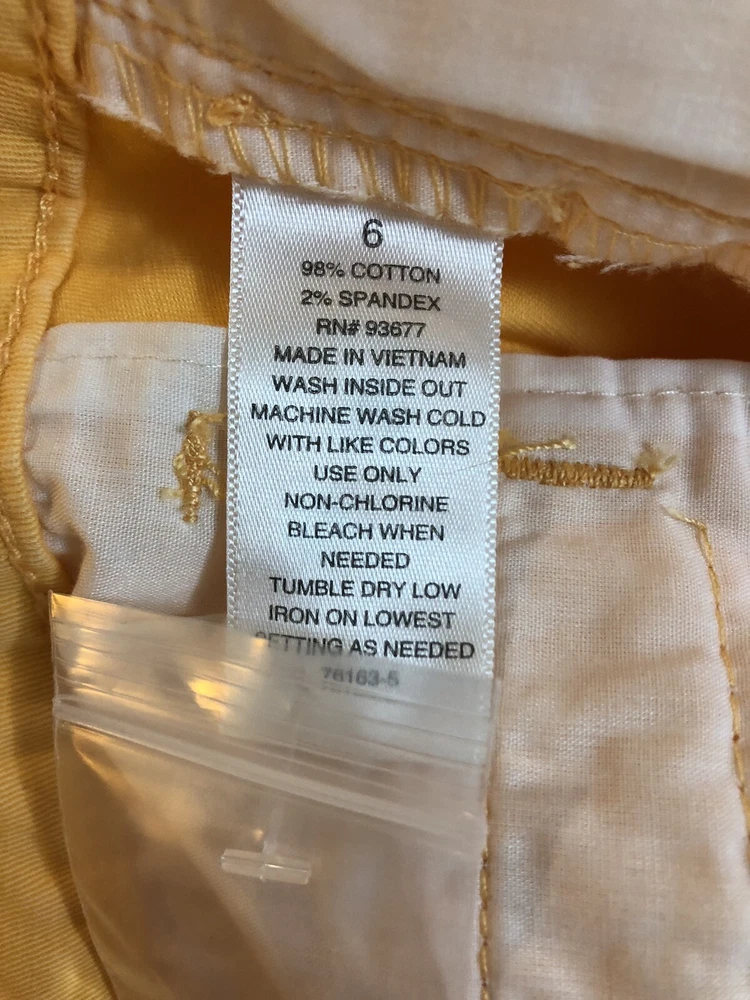 6
98% COTTON
2% SPANDEX
RN# 93677
MADE IN VIETNAM
WASH INSIDE OUT
MACHINE WASH COLD
WITH LIKE COLORS
USE ONLY
NON-CHLORINE
BLEACH WHEN
NEEDED
TUMBLE DRY LOW
IRON ON LOWEST
SETTING AS NEEDED
76163-5